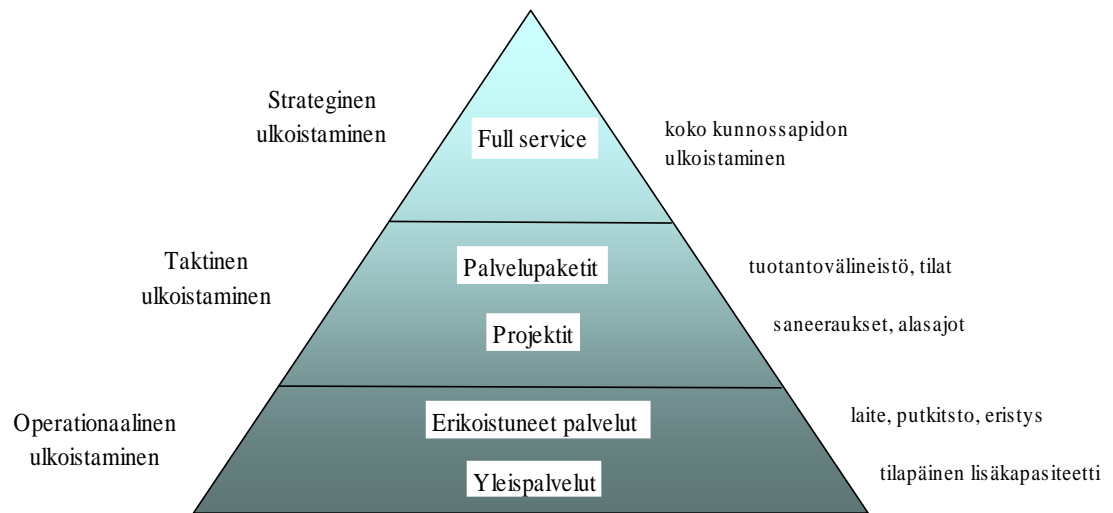 Strateginen
ulkoistaminen
Full service
koko kunnossapidon
ulkoistaminen
Taktinen
ulkoistaminen
Palvelupaketit
tuotantovälineistö, tilat
Projektit
saneeraukset, alasajot
Operationaalinen
ulkoistaminen
Erikoistuneet palvelut
laite, putkitsto, eristys
Yleispalvelut
tilapäinen lisäkapasiteetti